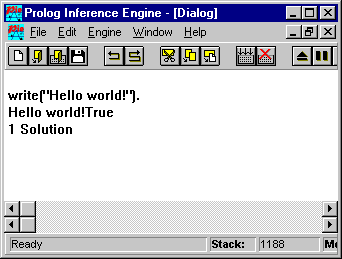 Prolog Inference Engine - [Dialog]
File Edit Engine Window Help
write("Hello world!").
Hello world!True
1 Solution
Ready Stack: 1188